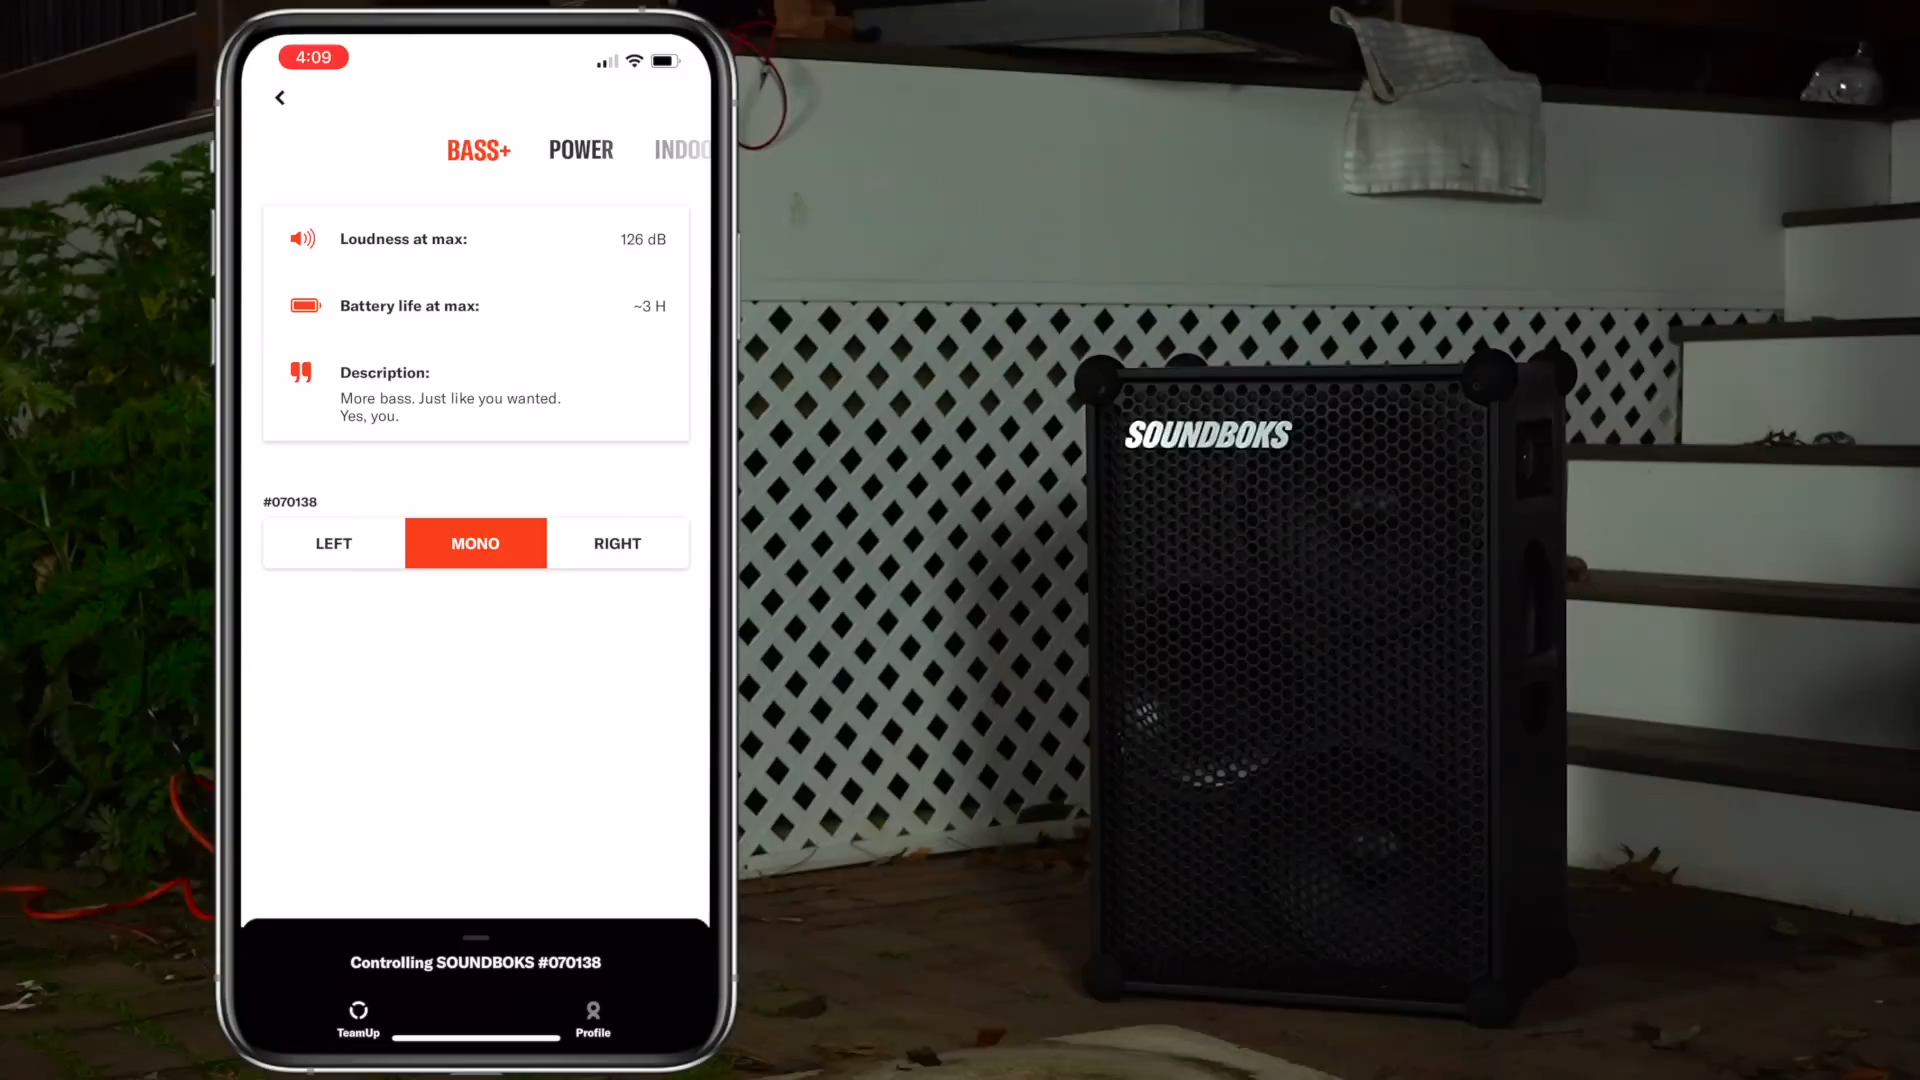 4:09
BASS+ POWER INDOO
Loudness at max: 126 dB
Battery life at max: ~3 H
Description:
More bass. Just like you wanted.
Yes, you.
#070138
LEFT MONO RIGHT
Controlling SOUNDBOKS #070138
TeamUp Profile
SOUNDBOKS